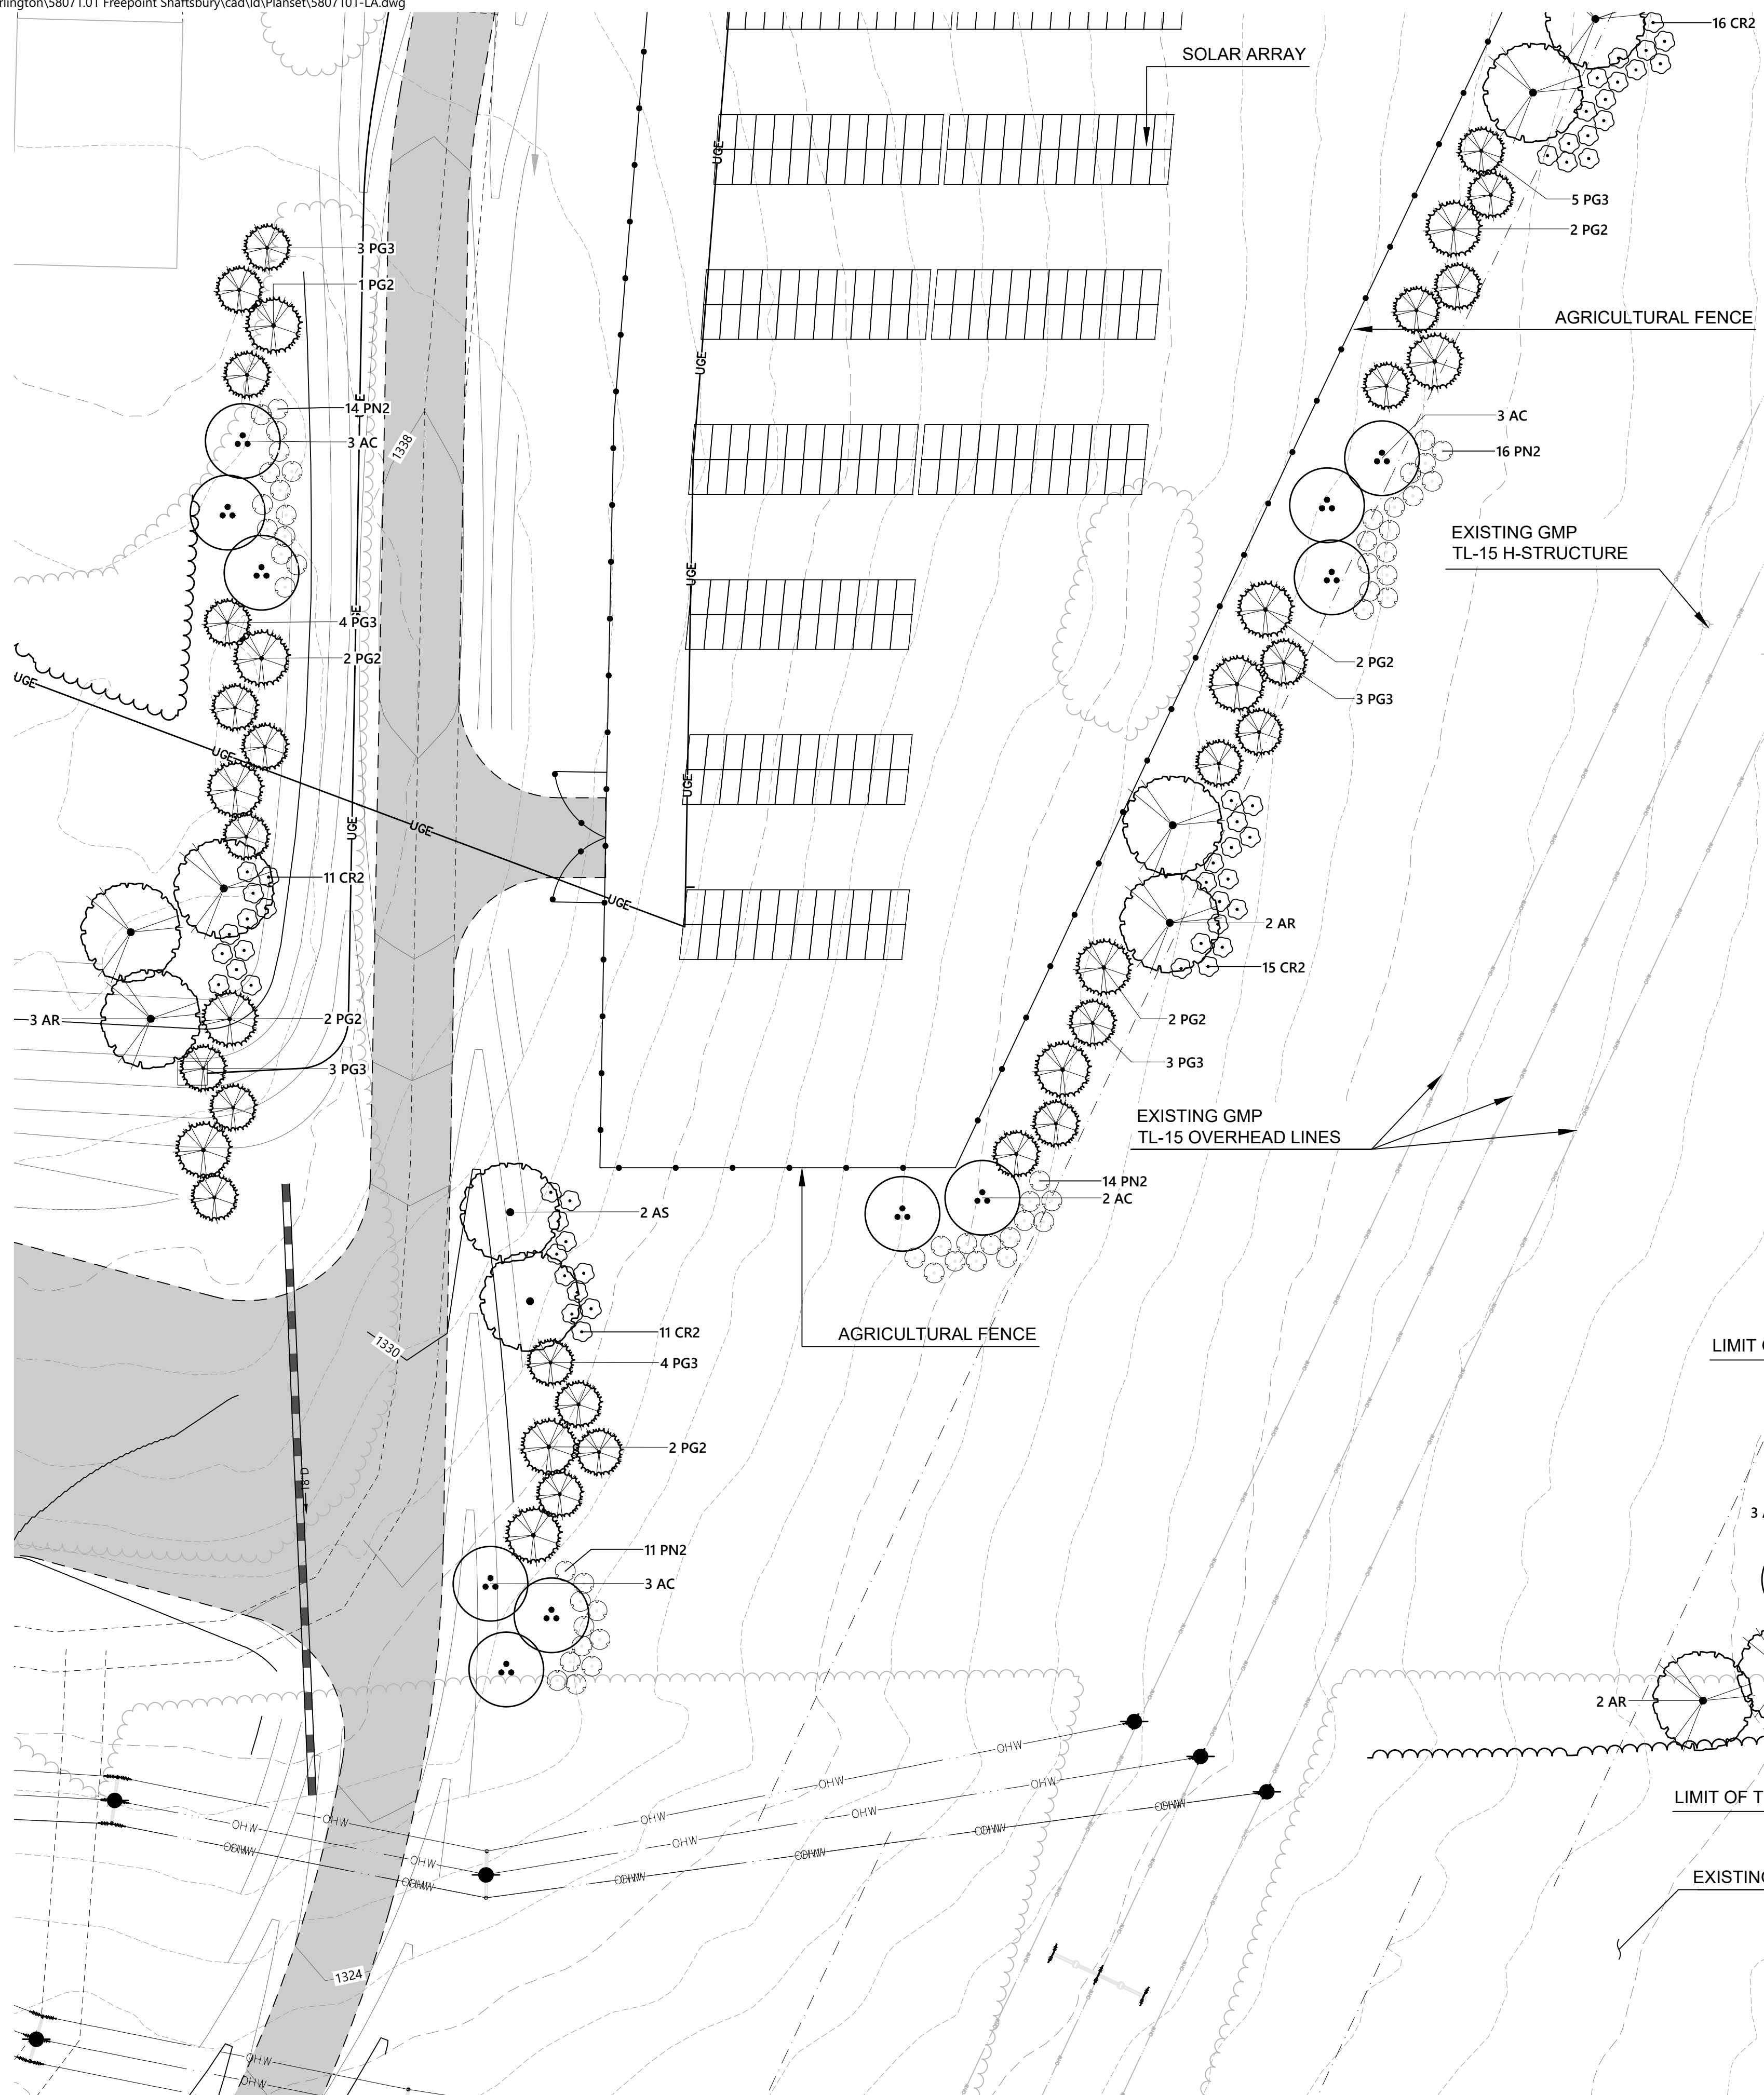 rlington\58071.01 Freepoint Shaftsbury\cad\ld\Planset\5807101-LA.dwg
16 CR2
SOLAR ARRAY
UGE
5 PG3
2 PG2
3 PG3
1 PG2
AGRICULTURAL FENCE
UGE
14 PN2
3 AC
3 AC
1338
16 PN2
EXISTING GMP
TL-15 H-STRUCTURE
UGE
4 PG3
2 PG2
2 PG2
UGE
3 PG3
UGE
UGE
UGE
UGE
11 CR2
UGE
2 AR
15 CR2
3 AR
2 PG2
2 PG2
3 PG3
3 PG3
EXISTING GMP
TL-15 OVERHEAD LINES
14 PN2
2 AC
2 AS
11 CR2
AGRICULTURAL FENCE
1330
LIMIT
4 PG3
2 PG2
18"D
3
11 PN2
3 AC
2 AR
OHW
OHW
OHW
OHW
OHW
OHW
OHW
OHW
LIMIT OF T
EXISTING
1324
OHW
OHW